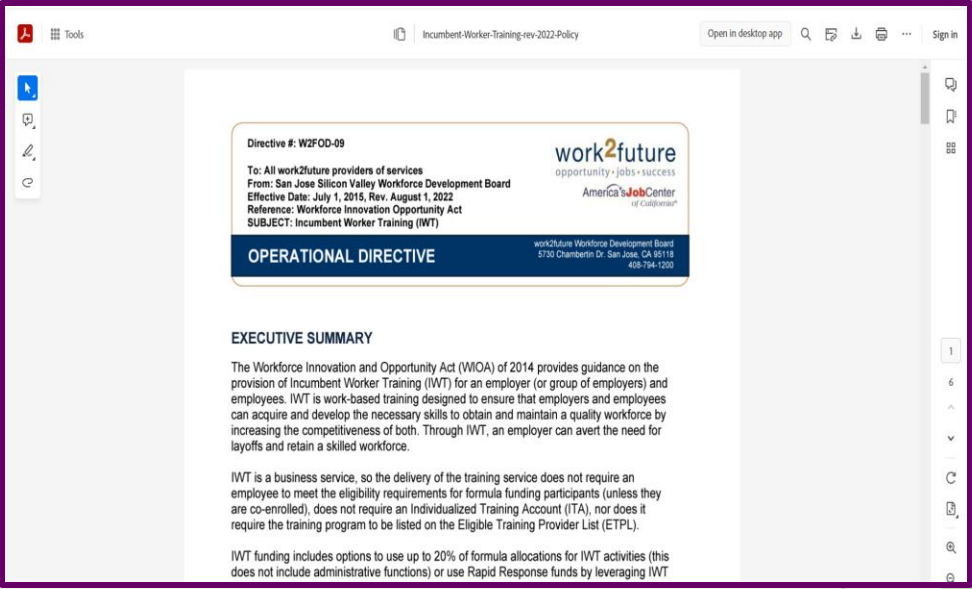 Tools
Incumbent-Worker-Training-rev-2022-Policy
Open in desktop app
Sign in
Directive #: W2FOD-09
To: All work2future providers of services
From: San Jose Silicon Valley Workforce Development Board
Effective Date: July 1, 2015, Rev. August 1, 2022
Reference: Workforce Innovation Opportunity Act
SUBJECT: Incumbent Worker Training (IWT)
work2future
opportunity • jobs • success
America'sJobCenter
of California®
OPERATIONAL DIRECTIVE
work2future Workforce Development Board
5730 Chambertin Dr. San Jose, CA 95118
408-794-1200
EXECUTIVE SUMMARY
The Workforce Innovation and Opportunity Act (WIOA) of 2014 provides guidance on the
provision of Incumbent Worker Training (IWT) for an employer (or group of employers) and
employees. IWT is work-based training designed to ensure that employers and employees
can acquire and develop the necessary skills to obtain and maintain a quality workforce by
increasing the competitiveness of both. Through IWT, an employer can avert the need for
layoffs and retain a skilled workforce.
IWT is a business service, so the delivery of the training service does not require an
employee to meet the eligibility requirements for formula funding participants (unless they
are co-enrolled), does not require an Individualized Training Account (ITA), nor does it
require the training program to be listed on the Eligible Training Provider List (ETPL).
IWT funding includes options to use up to 20% of formula allocations for IWT activities (this
does not include administrative functions) or use Rapid Response funds by leveraging IWT
1
6